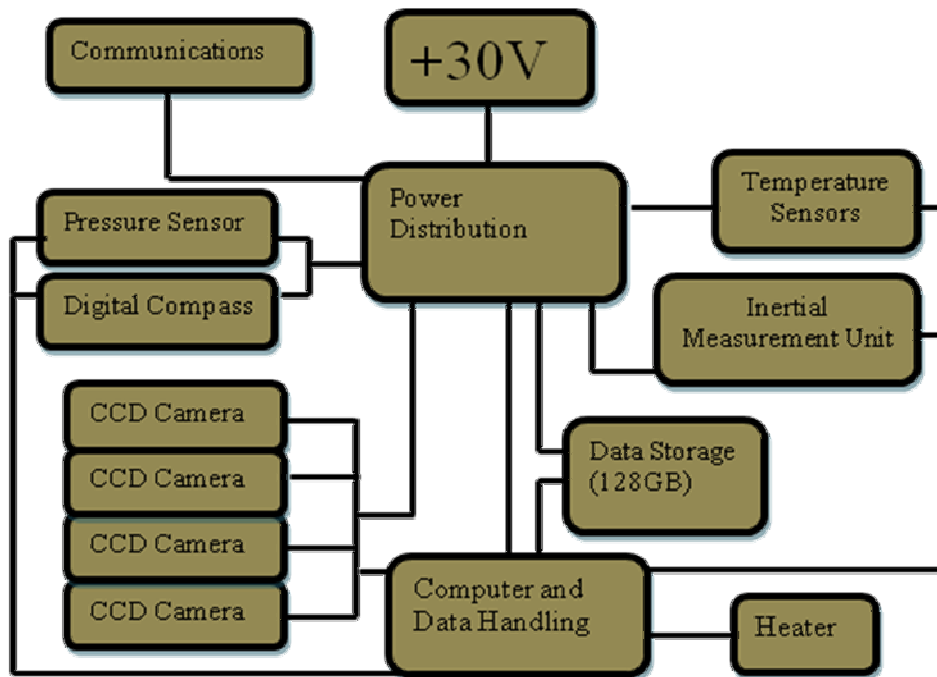 Communications
+30V
Power
Distribution
Temperature
Sensors
Pressure Sensor
Digital Compass
Inertial
Measurement Unit
CCD Camera
CCD Camera
CCD Camera
CCD Camera
Data Storage
(128GB)
Computer and
Data Handling
Heater